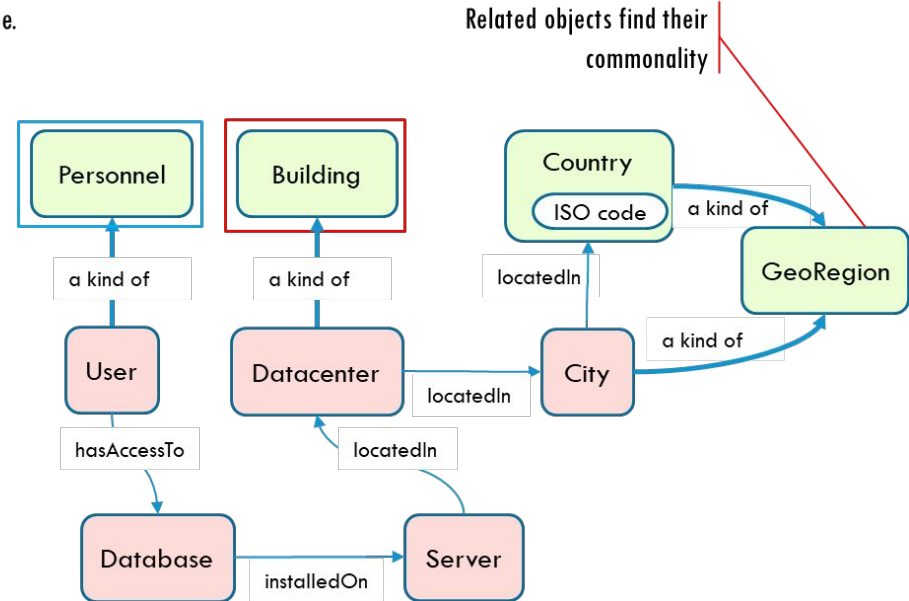 e.
Related objects find their
commonality
Personnel
Building
Country
ISO code
a kind of
GeoRegion
a kind of
a kind of
locatedIn
a kind of
User
Datacenter
City
locatedIn
hasAccessTo
locatedIn
Database
Server
installedOn